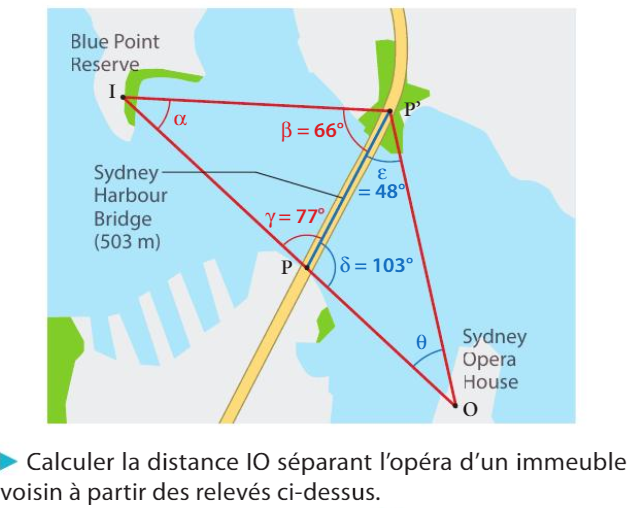 Blue Point
Reserve
I
α
β = 66°
P'
ε
= 48°
Sydney
Harbour
Bridge
(503 m)
γ = 77°
P
δ = 103°
θ
Sydney
Opera
House
O
► Calculer la distance IO séparant l'opéra d'un immeuble
voisin à partir des relevés ci-dessus.